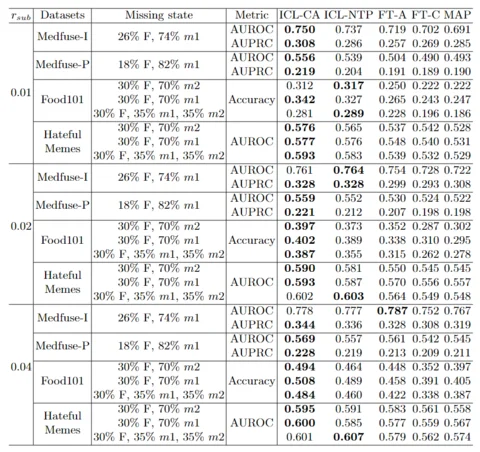 r_sub Datasets Missing state Metric ICL-CA ICL-NTP FT-A FT-C MAP
0.01 Medfuse-I 26% F, 74% m1 AUROC 0.750 0.737 0.719 0.702 0.691
AUPRC 0.308 0.286 0.257 0.269 0.285
Medfuse-P 18% F, 82% m1 AUROC 0.556 0.539 0.504 0.490 0.493
AUPRC 0.219 0.204 0.191 0.189 0.190
Food101 30% F, 70% m2 Accuracy 0.312 0.317 0.250 0.222 0.222
30% F, 70% m1 0.342 0.327 0.265 0.243 0.247
30% F, 35% m1, 35% m2 0.281 0.289 0.228 0.196 0.186
Hateful Memes 30% F, 70% m2 AUROC 0.576 0.565 0.537 0.542 0.528
30% F, 70% m1 0.577 0.576 0.548 0.540 0.531
30% F, 35% m1, 35% m2 0.593 0.583 0.539 0.532 0.529
0.02 Medfuse-I 26% F, 74% m1 AUROC 0.761 0.764 0.754 0.728 0.722
AUPRC 0.328 0.328 0.299 0.293 0.308
Medfuse-P 18% F, 82% m1 AUROC 0.559 0.552 0.530 0.524 0.522
AUPRC 0.221 0.212 0.207 0.198 0.198
Food101 30% F, 70% m2 Accuracy 0.397 0.373 0.352 0.287 0.302
30% F, 70% m1 0.402 0.389 0.338 0.310 0.295
30% F, 35% m1, 35% m2 0.387 0.355 0.315 0.262 0.278
Hateful Memes 30% F, 70% m2 AUROC 0.590 0.581 0.550 0.545 0.545
30% F, 70% m1 0.593 0.587 0.570 0.556 0.557
30% F, 35% m1, 35% m2 0.602 0.603 0.564 0.549 0.548
0.04 Medfuse-I 26% F, 74% m1 AUROC 0.778 0.777 0.787 0.752 0.767
AUPRC 0.344 0.336 0.328 0.308 0.319
Medfuse-P 18% F, 82% m1 AUROC 0.569 0.557 0.561 0.542 0.545
AUPRC 0.228 0.219 0.213 0.209 0.211
Food101 30% F, 70% m2 Accuracy 0.494 0.464 0.448 0.352 0.397
30% F, 70% m1 0.508 0.489 0.458 0.391 0.405
30% F, 35% m1, 35% m2 0.484 0.460 0.422 0.338 0.387
Hateful Memes 30% F, 70% m2 AUROC 0.595 0.591 0.583 0.561 0.558
30% F, 70% m1 0.600 0.585 0.577 0.559 0.567
30% F, 35% m1, 35% m2 0.601 0.607 0.579 0.562 0.574